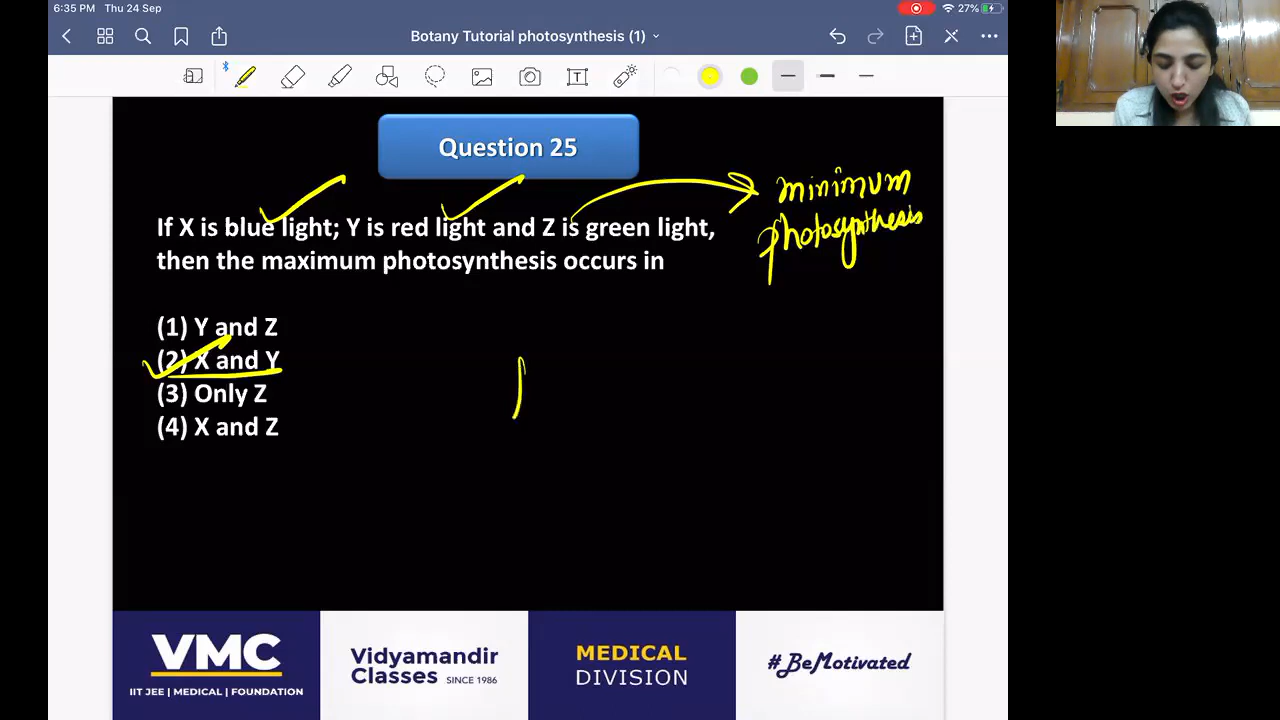 6:35 PM Thu 24 Sep
27%
Botany Tutorial photosynthesis (1)
T
Question 25
minimum
photosynthesis
If X is blue light; Y is red light and Z is green light,
then the maximum photosynthesis occurs in
(1) Y and Z
(2) X and Y
(3) Only Z
(4) X and Z
VMC
IIT JEE | MEDICAL | FOUNDATION
Vidyamandir
Classes SINCE 1986
MEDICAL
DIVISION
#BeMotivated